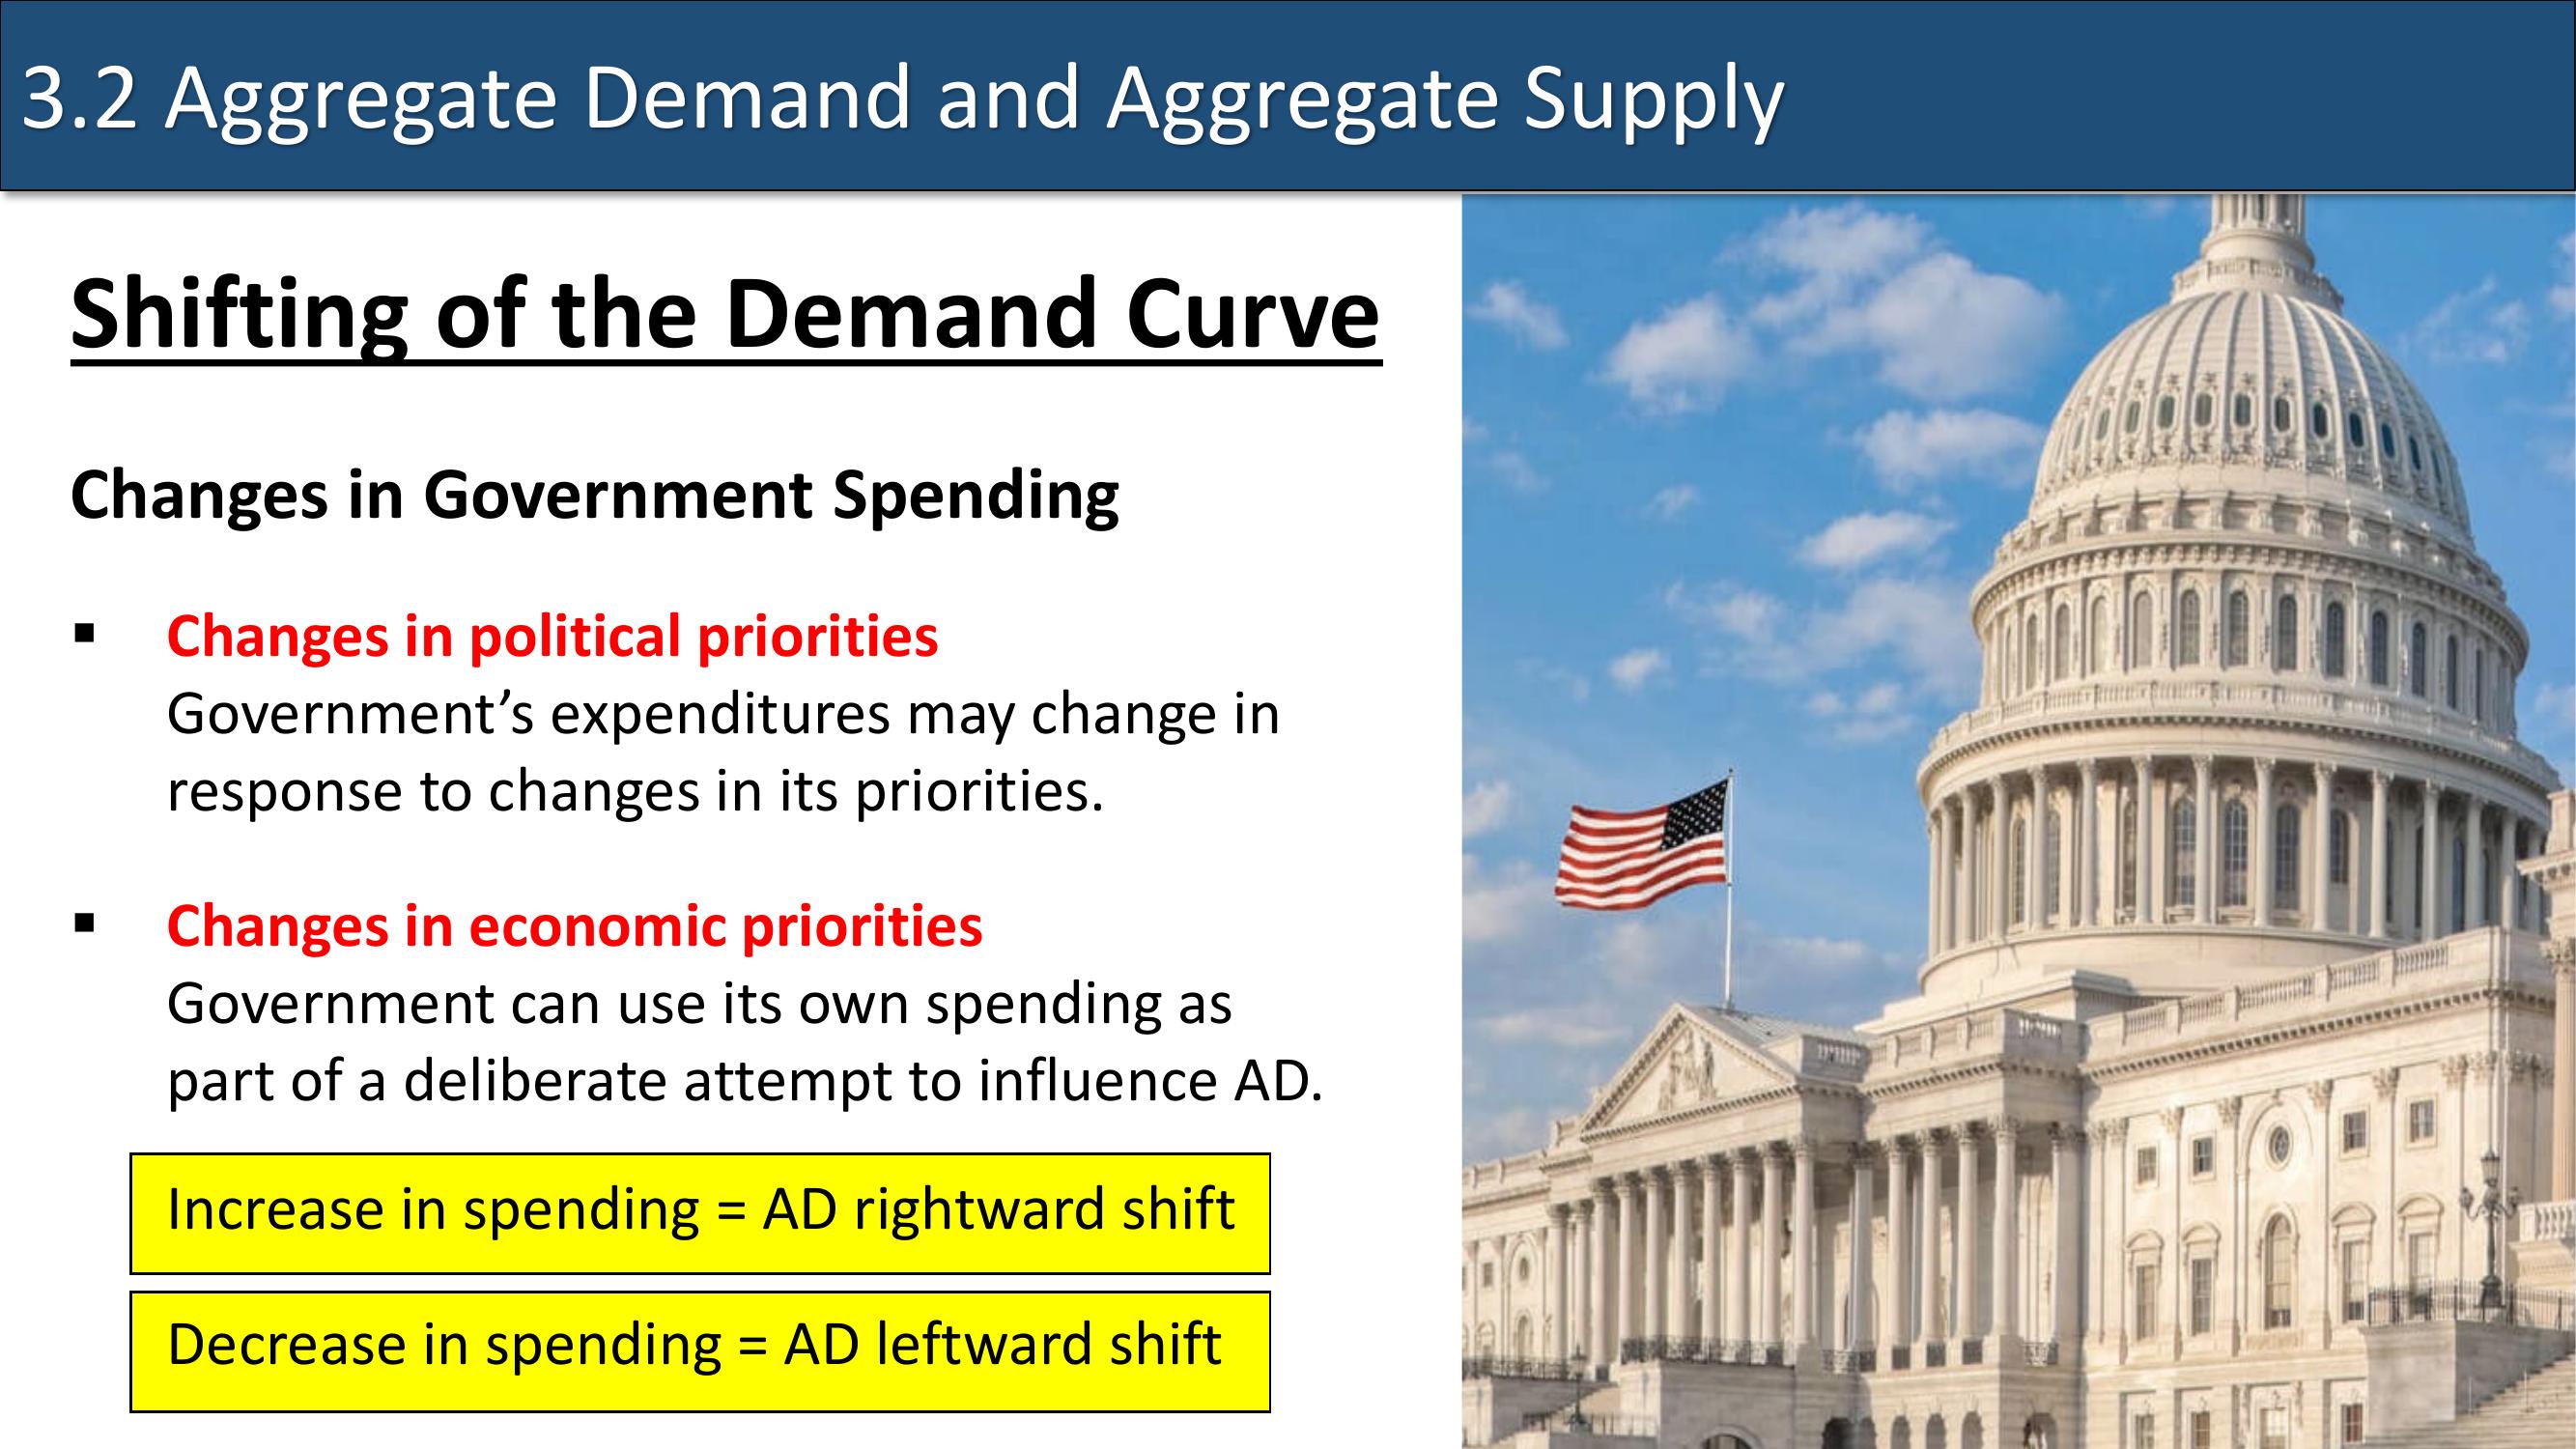 3.2 Aggregate Demand and Aggregate Supply
Shifting of the Demand Curve
Changes in Government Spending
▪ Changes in political priorities
Government’s expenditures may change in
response to changes in its priorities.
▪ Changes in economic priorities
Government can use its own spending as
part of a deliberate attempt to influence AD.
Increase in spending = AD rightward shift
Decrease in spending = AD leftward shift